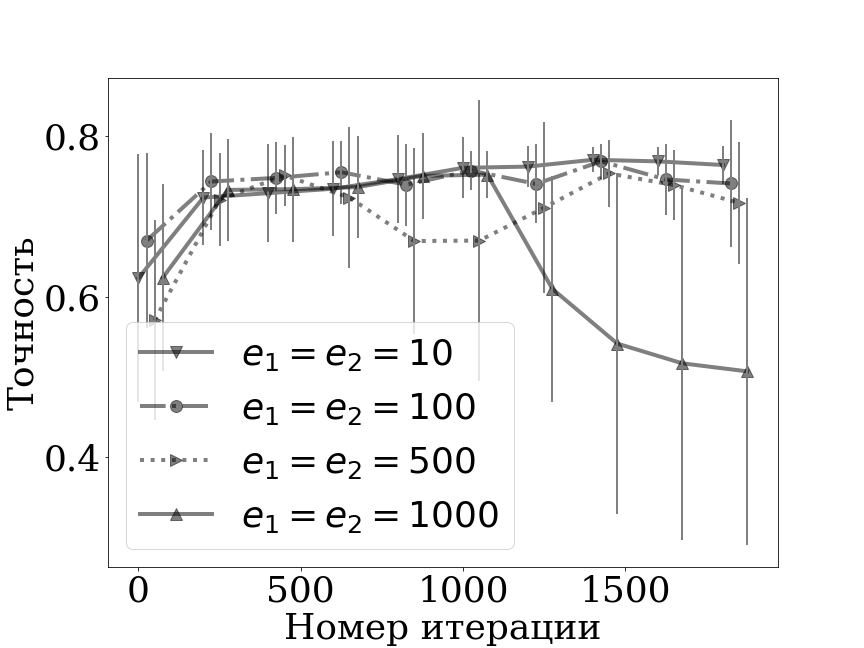 0.8
0.6
0.4
Точность
e₁ = e₂ = 10
e₁ = e₂ = 100
e₁ = e₂ = 500
e₁ = e₂ = 1000
0 500 1000 1500
Номер итерации